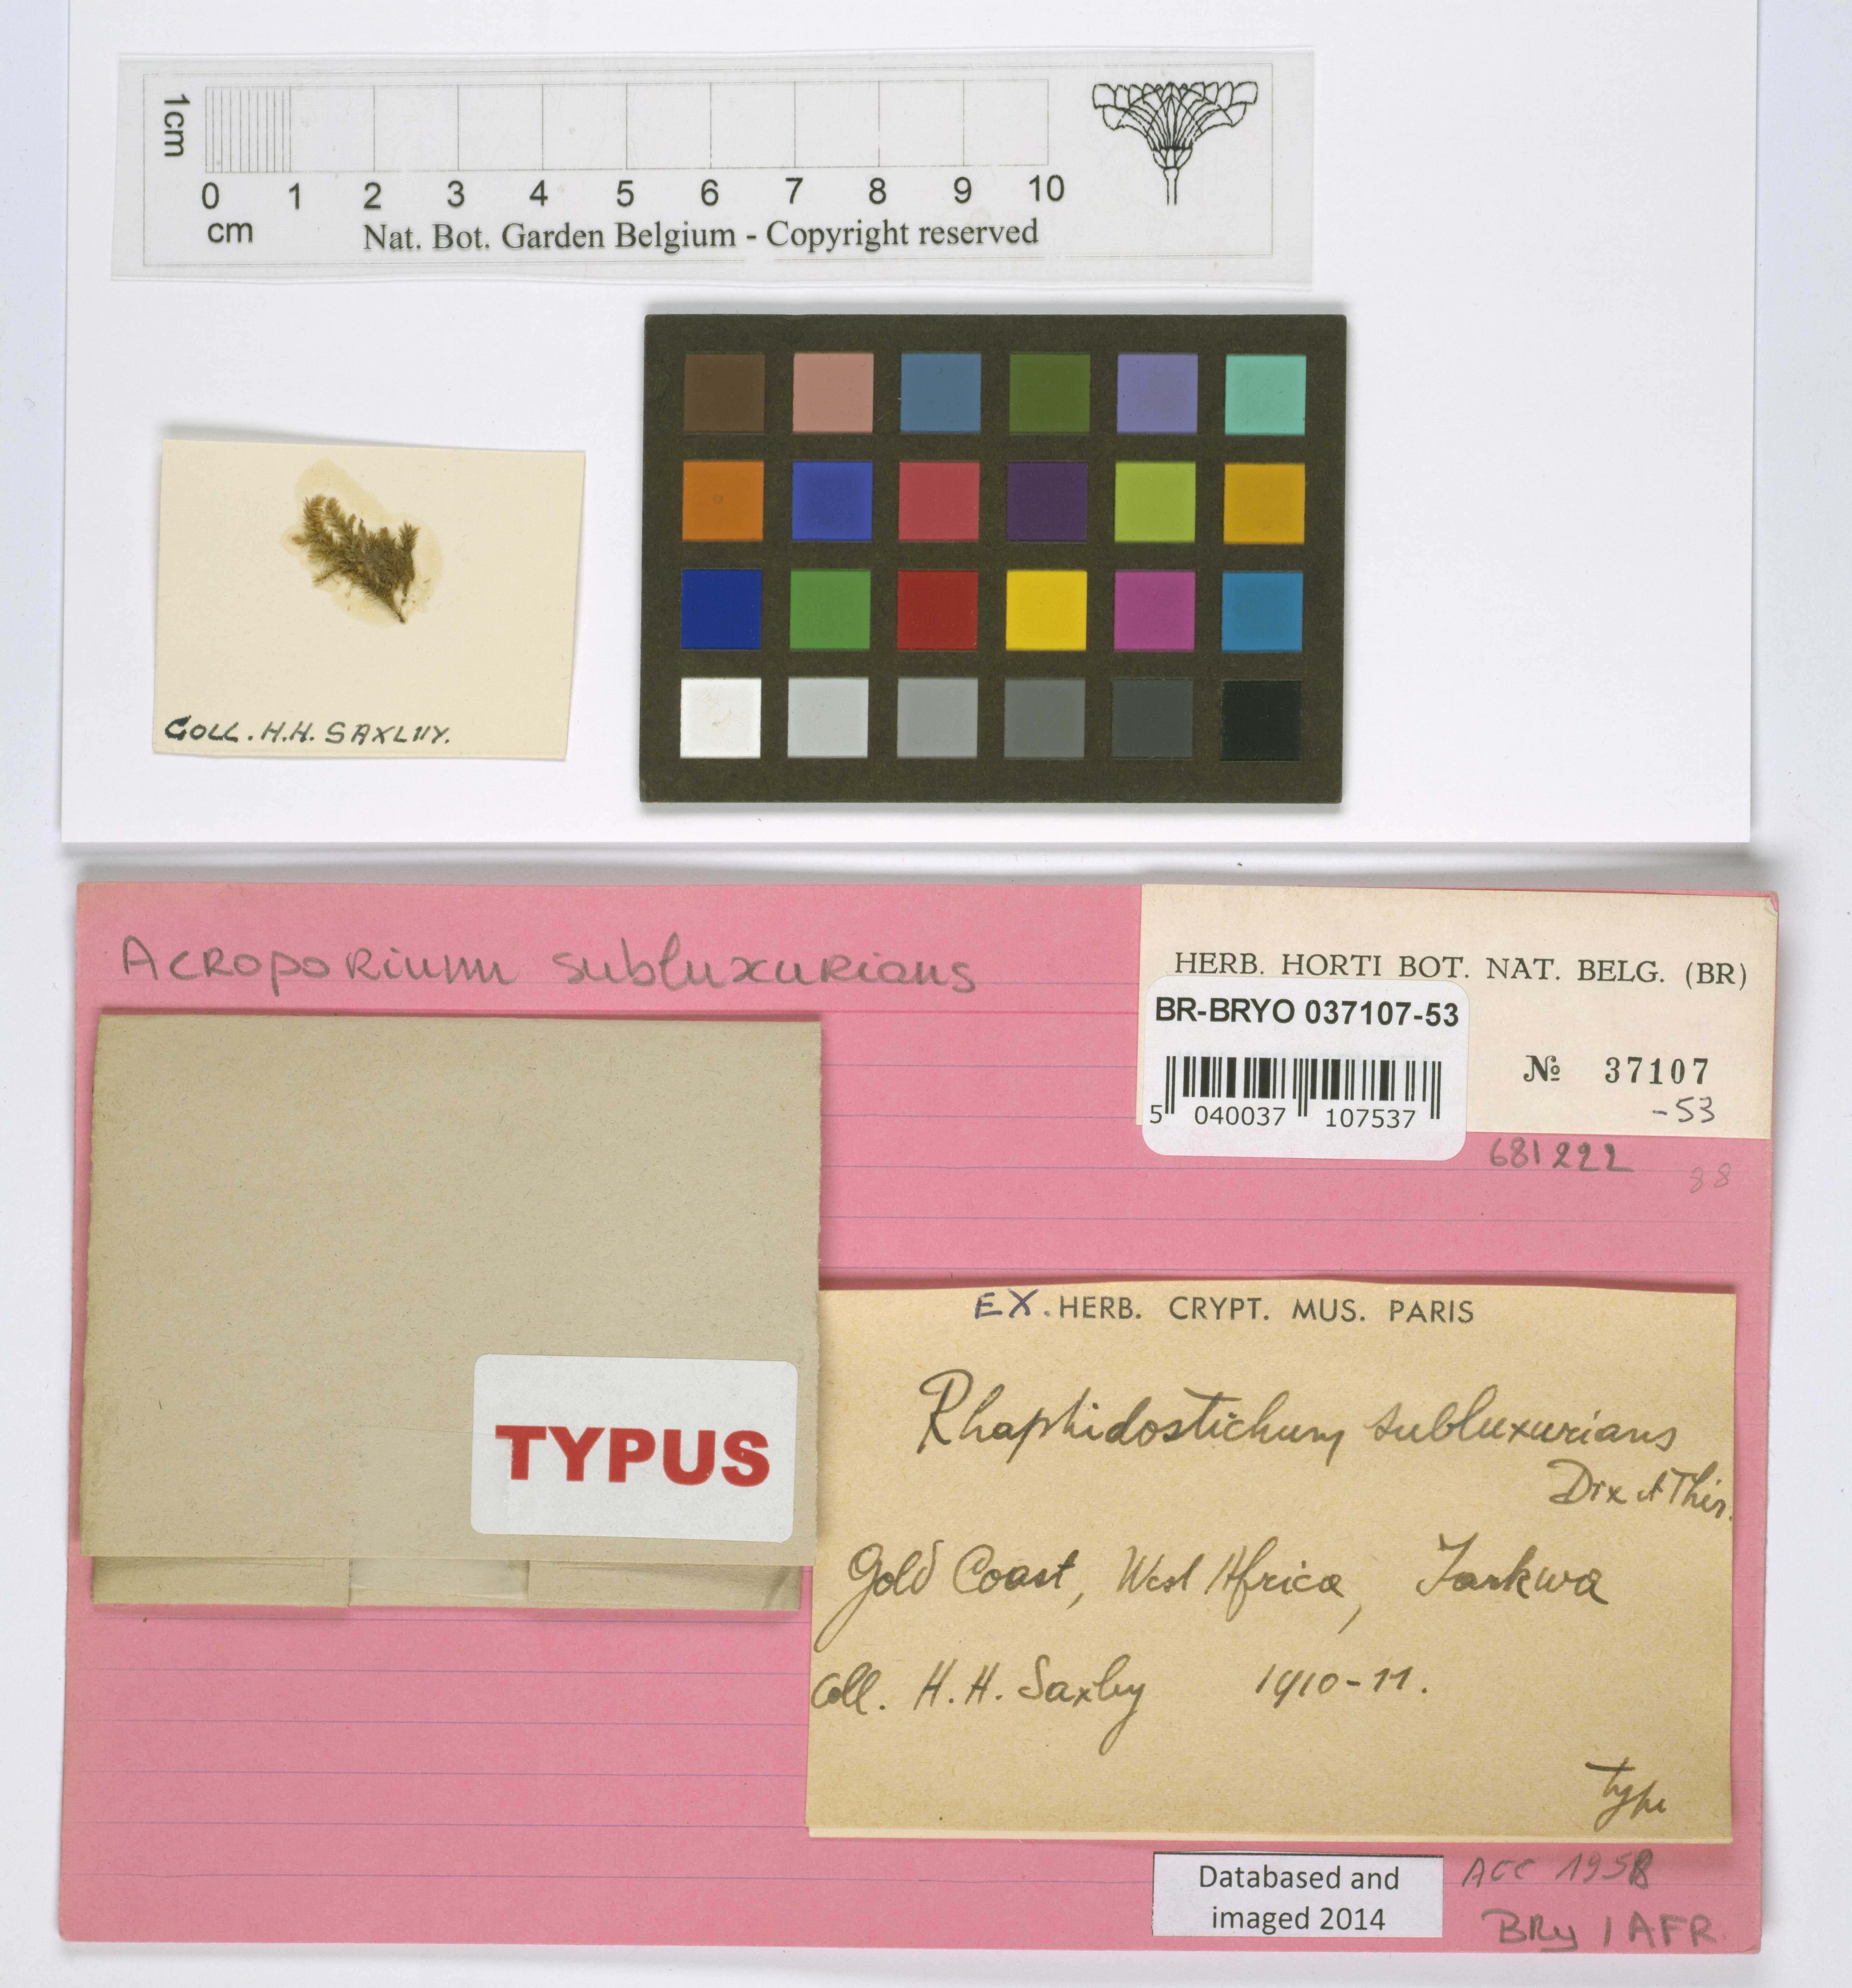 1cm
0 1 2 3 4 5 6 7 8 9 10
cm
Nat. Bot. Garden Belgium - Copyright reserved
COLL. H.H. SAXLBY.
Acroporium subluxurians
HERB. HORTI BOT. NAT. BELG. (BR)
BR-BRYO 037107-53
5 040037 107537
№ 37107
-53
681222
88
TYPUS
EX. HERB. CRYPT. MUS. PARIS
Rhaphidostichum subluxurians
Dix et Thér.
Gold Coast, West Africa, Tarkwa
Coll. H. H. Saxby 1910-11.
type
Databased and
imaged 2014
ACC 1958
BRY / AFR.